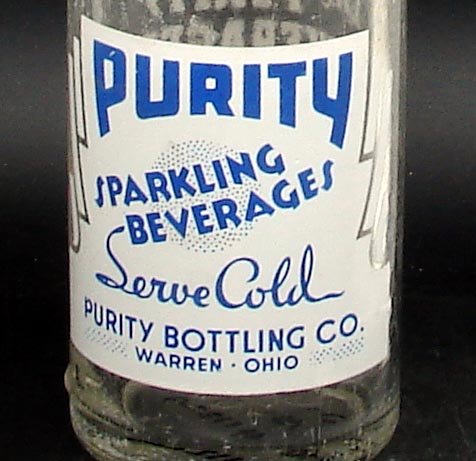 PURITY
SPARKLING
BEVERAGES
Serve Cold
PURITY BOTTLING CO.
WARREN · OHIO